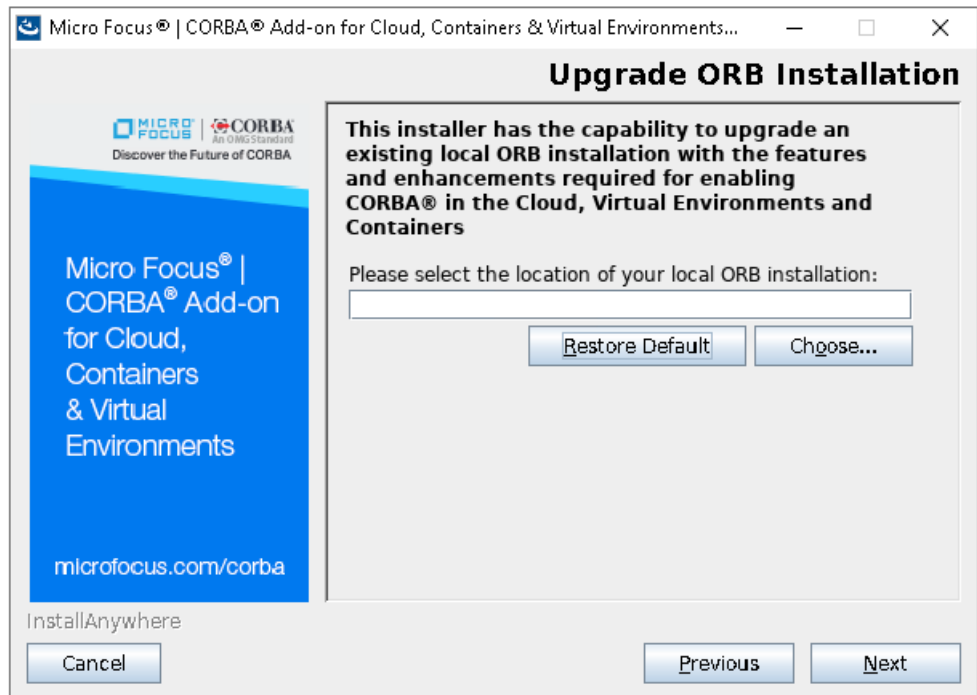 Micro Focus® | CORBA® Add-on for Cloud, Containers & Virtual Environments...
Upgrade ORB Installation
MICRO FOCUS | CORBA
An OMG Standard
Discover the Future of CORBA
Micro Focus® |
CORBA® Add-on
for Cloud,
Containers
& Virtual
Environments
microfocus.com/corba
This installer has the capability to upgrade an
existing local ORB installation with the features
and enhancements required for enabling
CORBA® in the Cloud, Virtual Environments and
Containers
Please select the location of your local ORB installation:
Restore Default
Choose...
InstallAnywhere
Cancel
Previous
Next